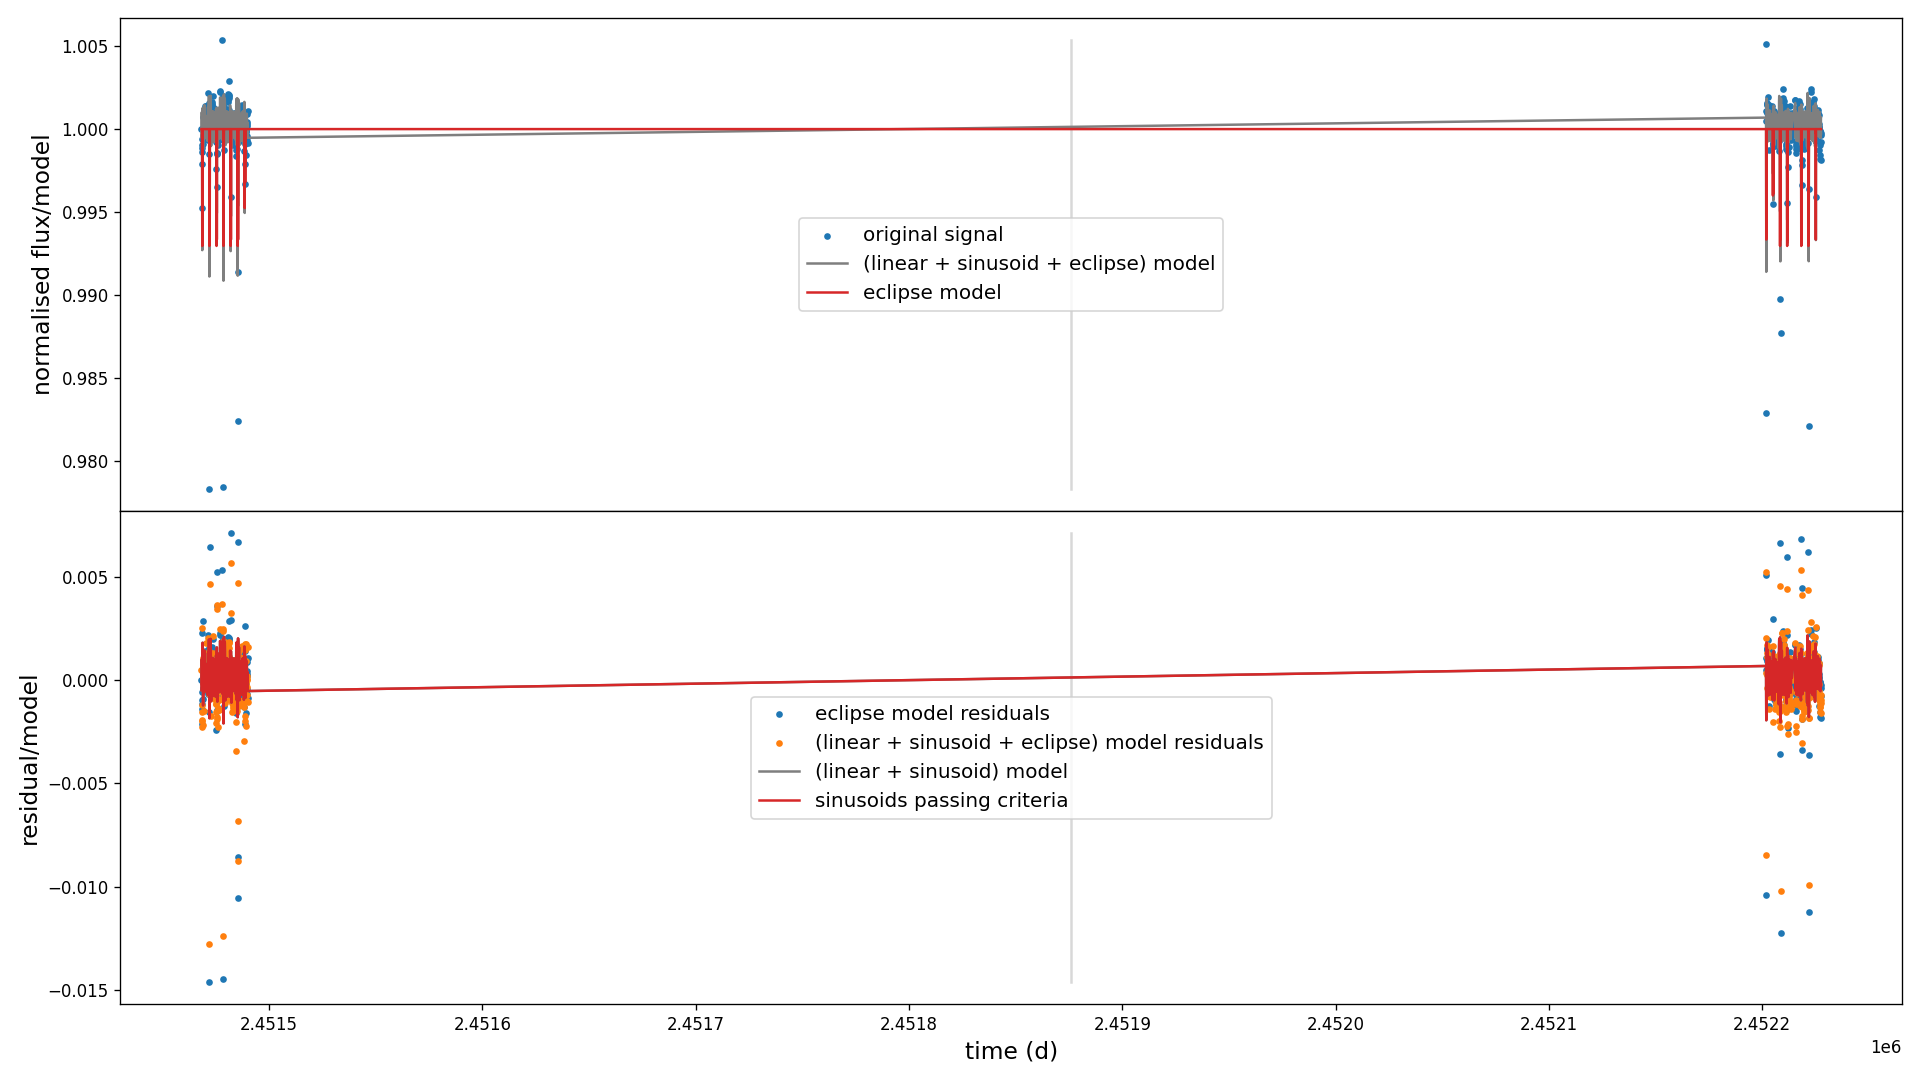 1.005
1.000
0.995
0.990
0.985
0.980
normalised flux/model
original signal
(linear + sinusoid + eclipse) model
eclipse model
0.005
0.000
−0.005
−0.010
−0.015
residual/model
eclipse model residuals
(linear + sinusoid + eclipse) model residuals
(linear + sinusoid) model
sinusoids passing criteria
2.4515 2.4516 2.4517 2.4518 2.4519 2.4520 2.4521 2.4522
1e6
time (d)